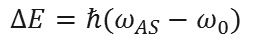 ΔE = ℏ(ω_AS − ω_0)